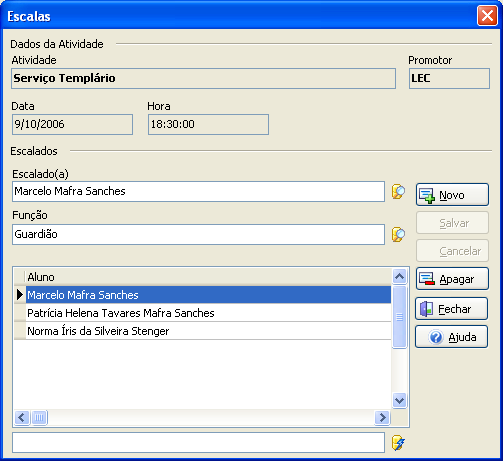 Escalas
Dados da Atividade
Atividade
Promotor
Serviço Templário
LEC
Data
Hora
9/10/2006
18:30:00
Escalados
Escalado(a)
Marcelo Mafra Sanches
Novo
Função
Salvar
Guardião
Cancelar
Aluno
Apagar
Marcelo Mafra Sanches
Patrícia Helena Tavares Mafra Sanches
Fechar
Norma Íris da Silveira Stenger
Ajuda